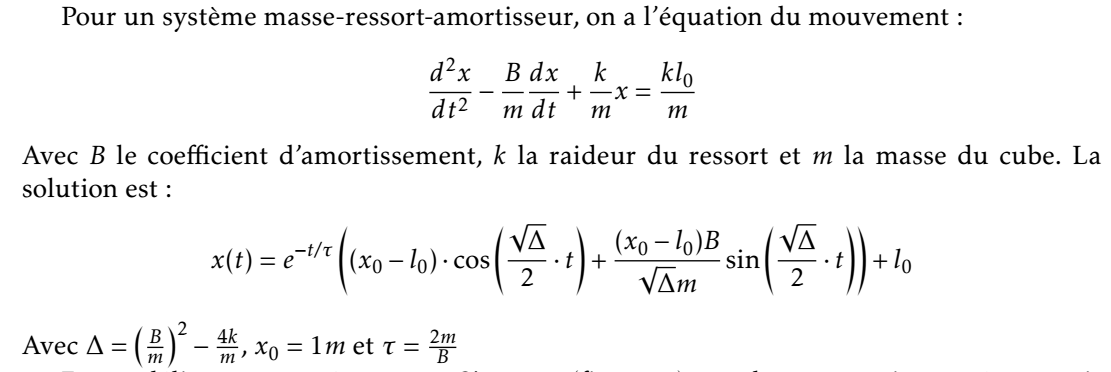 Pour un système masse-ressort-amortisseur, on a l'équation du mouvement :
\frac{d^2x}{dt^2} - \frac{B}{m}\frac{dx}{dt} + \frac{k}{m}x = \frac{kl_0}{m}
Avec B le coefficient d'amortissement, k la raideur du ressort et m la masse du cube. La
solution est :
x(t) = e^{-t/\tau}\left((x_0 - l_0) \cdot \cos\left(\frac{\sqrt{\Delta}}{2} \cdot t\right) + \frac{(x_0 - l_0)B}{\sqrt{\Delta}m} \sin\left(\frac{\sqrt{\Delta}}{2} \cdot t\right)\right) + l_0
Avec \Delta = \left(\frac{B}{m}\right)^2 - \frac{4k}{m}, x_0 = 1m et \tau = \frac{2m}{B}